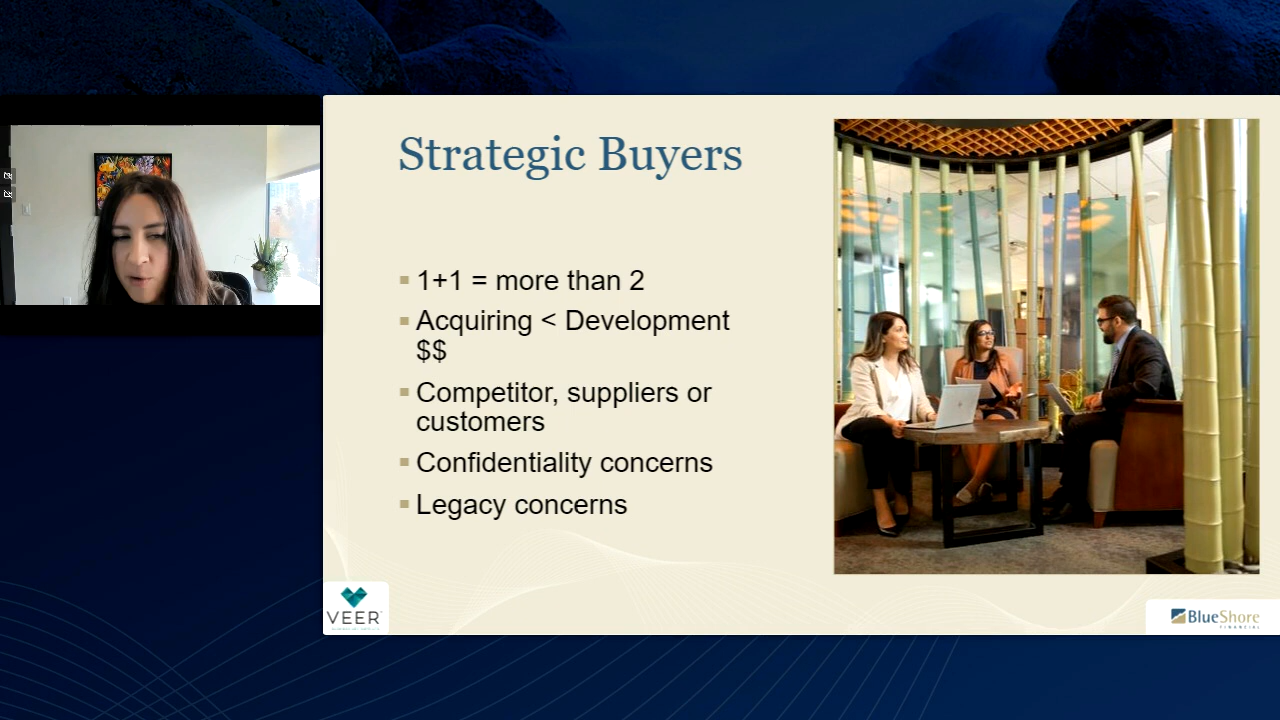 Strategic Buyers
1+1 = more than 2
Acquiring < Development
$$
Competitor, suppliers or
customers
Confidentiality concerns
Legacy concerns
VEER
BlueShore
FINANCIAL